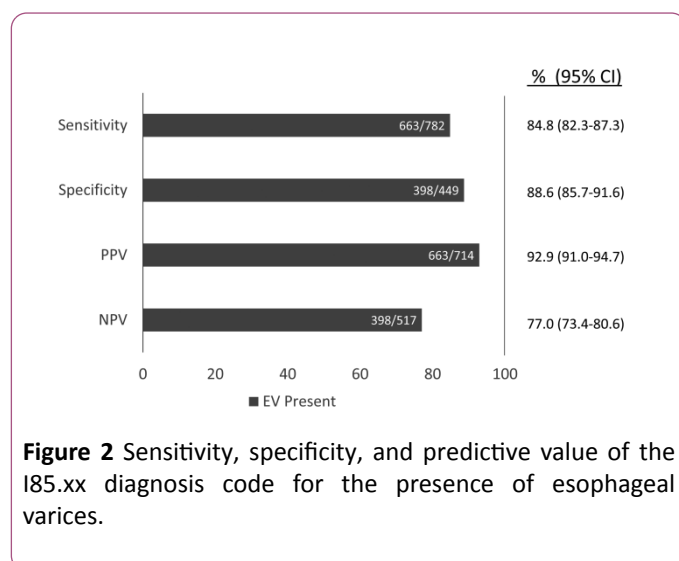 % (95% CI)
Sensitivity 663/782 84.8 (82.3-87.3)
Specificity 398/449 88.6 (85.7-91.6)
PPV 663/714 92.9 (91.0-94.7)
NPV 398/517 77.0 (73.4-80.6)
0 20 40 60 80 100
EV Present
Figure 2 Sensitivity, specificity, and predictive value of the
I85.xx diagnosis code for the presence of esophageal
varices.